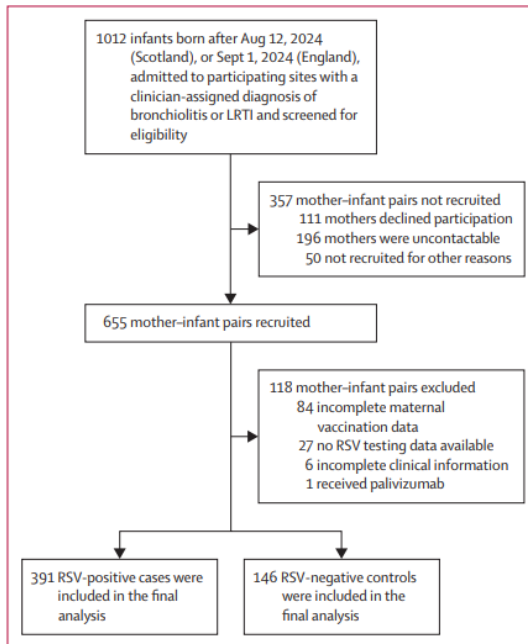 1012 infants born after Aug 12, 2024
(Scotland), or Sept 1, 2024 (England),
admitted to participating sites with a
clinician-assigned diagnosis of
bronchiolitis or LRTI and screened for
eligibility
357 mother–infant pairs not recruited
111 mothers declined participation
196 mothers were uncontactable
50 not recruited for other reasons
655 mother–infant pairs recruited
118 mother–infant pairs excluded
84 incomplete maternal
vaccination data
27 no RSV testing data available
6 incomplete clinical information
1 received palivizumab
391 RSV-positive cases were
included in the final
analysis
146 RSV-negative controls
were included in the
final analysis